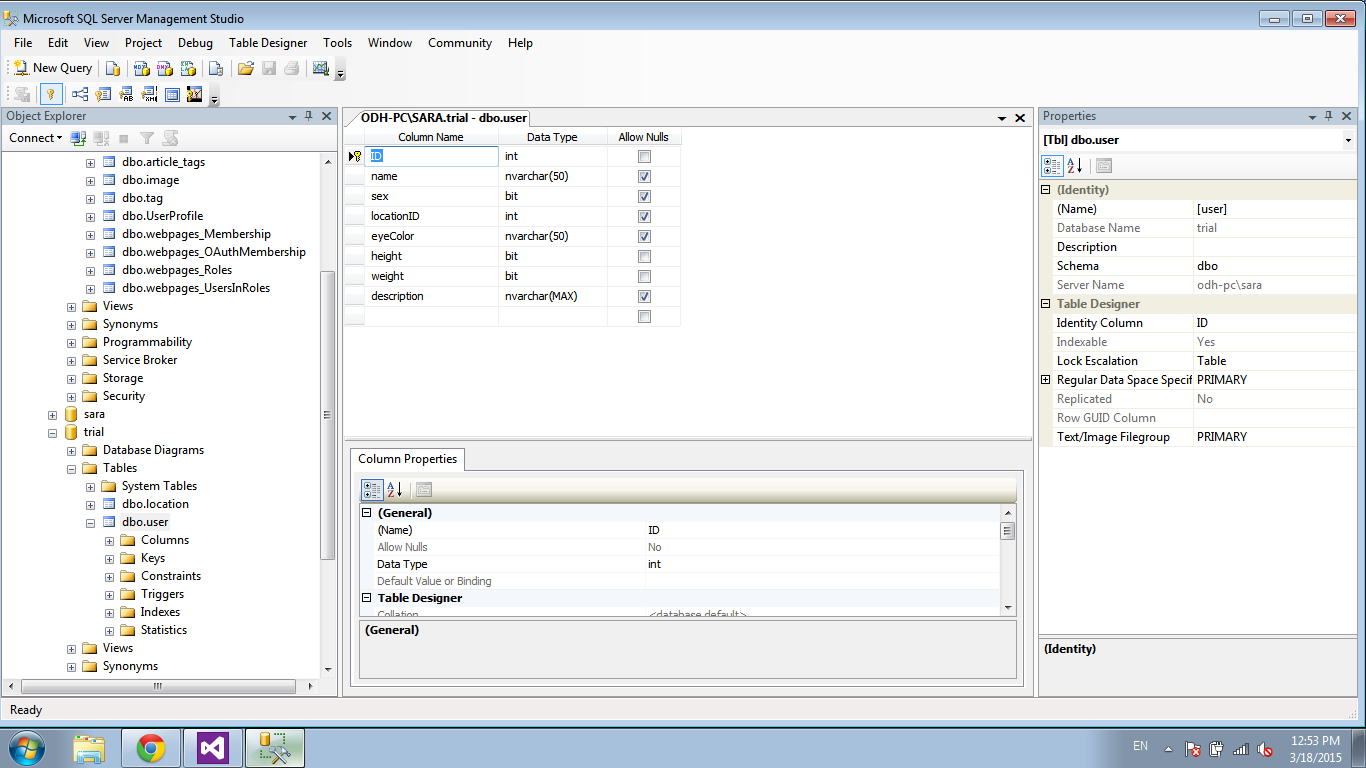 Microsoft SQL Server Management Studio
File Edit View Project Debug Table Designer Tools Window Community Help
New Query
Object Explorer
Connect
dbo.article_tags
dbo.image
dbo.tag
dbo.UserProfile
dbo.webpages_Membership
dbo.webpages_OAuthMembership
dbo.webpages_Roles
dbo.webpages_UsersInRoles
Views
Synonyms
Programmability
Service Broker
Storage
Security
sara
trial
Database Diagrams
Tables
System Tables
dbo.location
dbo.user
Columns
Keys
Constraints
Triggers
Indexes
Statistics
Views
Synonyms
ODH-PC\SARA.trial - dbo.user
Column Name Data Type Allow Nulls
ID int
name nvarchar(50)
sex bit
locationID int
eyeColor nvarchar(50)
height bit
weight bit
description nvarchar(MAX)
Column Properties
(General)
(Name) ID
Allow Nulls No
Data Type int
Default Value or Binding
Table Designer
Collation <database default>
(General)
Properties
[Tbl] dbo.user
(Identity)
(Name) [user]
Database Name trial
Description
Schema dbo
Server Name odh-pc\sara
Table Designer
Identity Column ID
Indexable Yes
Lock Escalation Table
Regular Data Space Specif PRIMARY
Replicated No
Row GUID Column
Text/Image Filegroup PRIMARY
(Identity)
Ready
EN
12:53 PM
3/18/2015